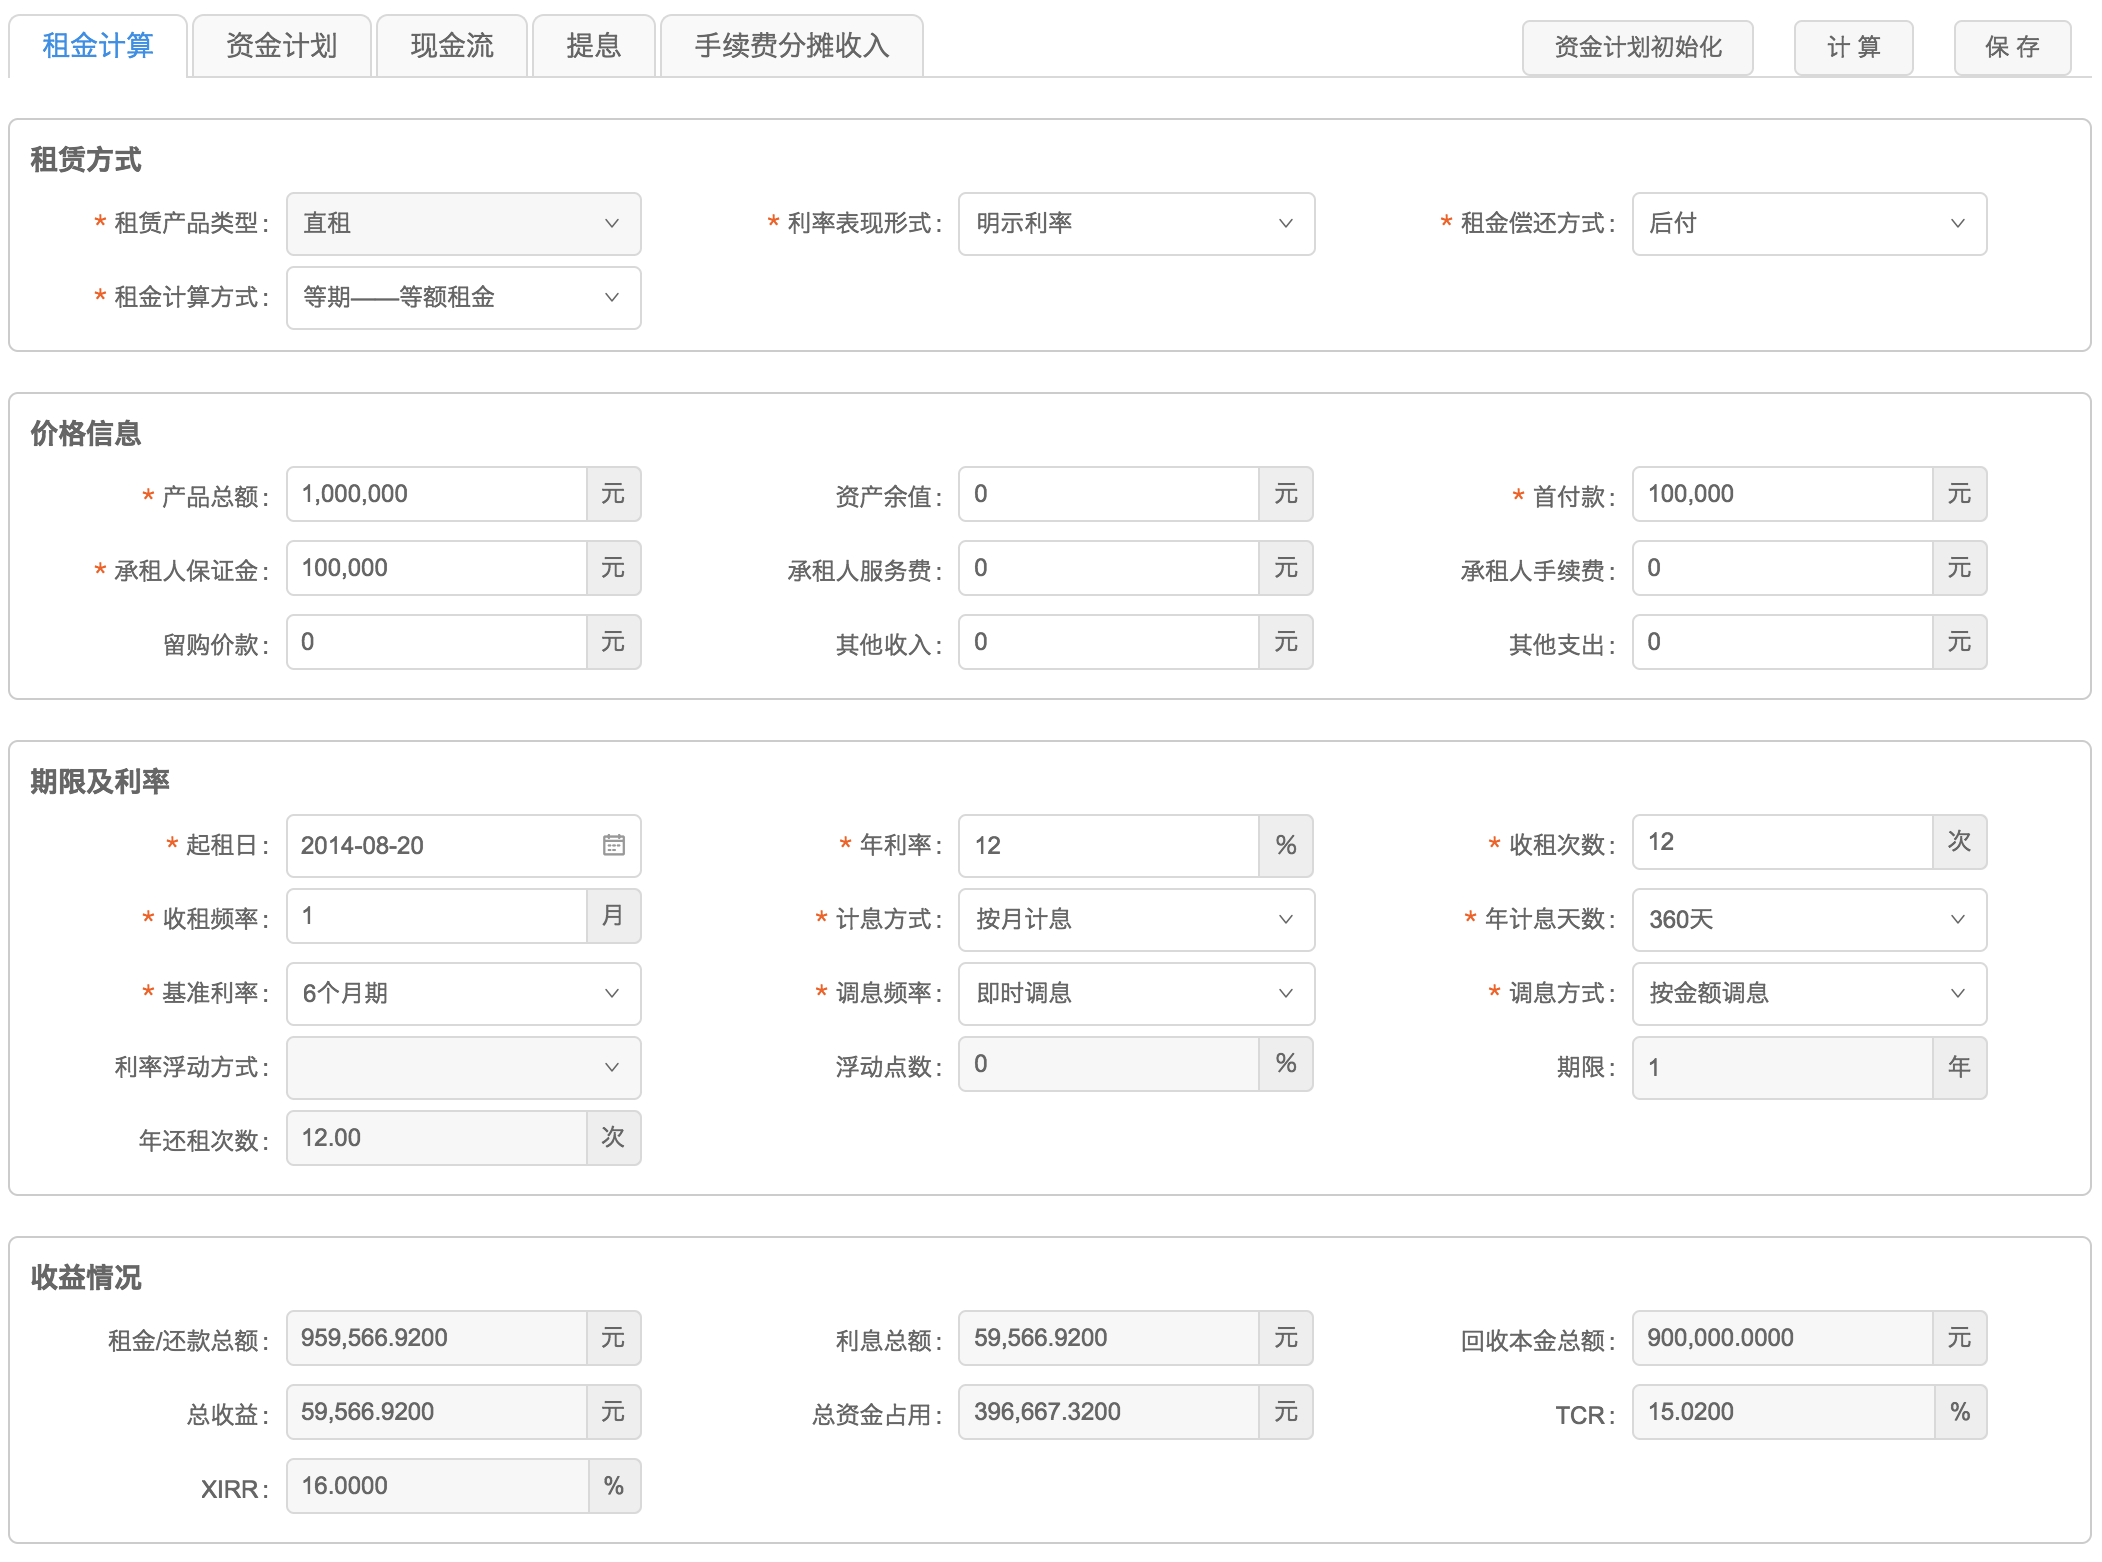 租金计算 资金计划 现金流 提息 手续费分摊收入 资金计划初始化 计 算 保 存
租赁方式
* 租赁产品类型: 直租 * 利率表现形式: 明示利率 * 租金偿还方式: 后付
* 租金计算方式: 等期——等额租金
价格信息
* 产品总额: 1,000,000 元 资产余值: 0 元 * 首付款: 100,000 元
* 承租人保证金: 100,000 元 承租人服务费: 0 元 承租人手续费: 0 元
留购价款: 0 元 其他收入: 0 元 其他支出: 0 元
期限及利率
* 起租日: 2014-08-20 * 年利率: 12 % * 收租次数: 12 次
* 收租频率: 1 月 * 计息方式: 按月计息 * 年计息天数: 360天
* 基准利率: 6个月期 * 调息频率: 即时调息 * 调息方式: 按金额调息
利率浮动方式: 浮动点数: 0 % 期限: 1 年
年还租次数: 12.00 次
收益情况
租金/还款总额: 959,566.9200 元 利息总额: 59,566.9200 元 回收本金总额: 900,000.0000 元
总收益: 59,566.9200 元 总资金占用: 396,667.3200 元 TCR: 15.0200 %
XIRR: 16.0000 %